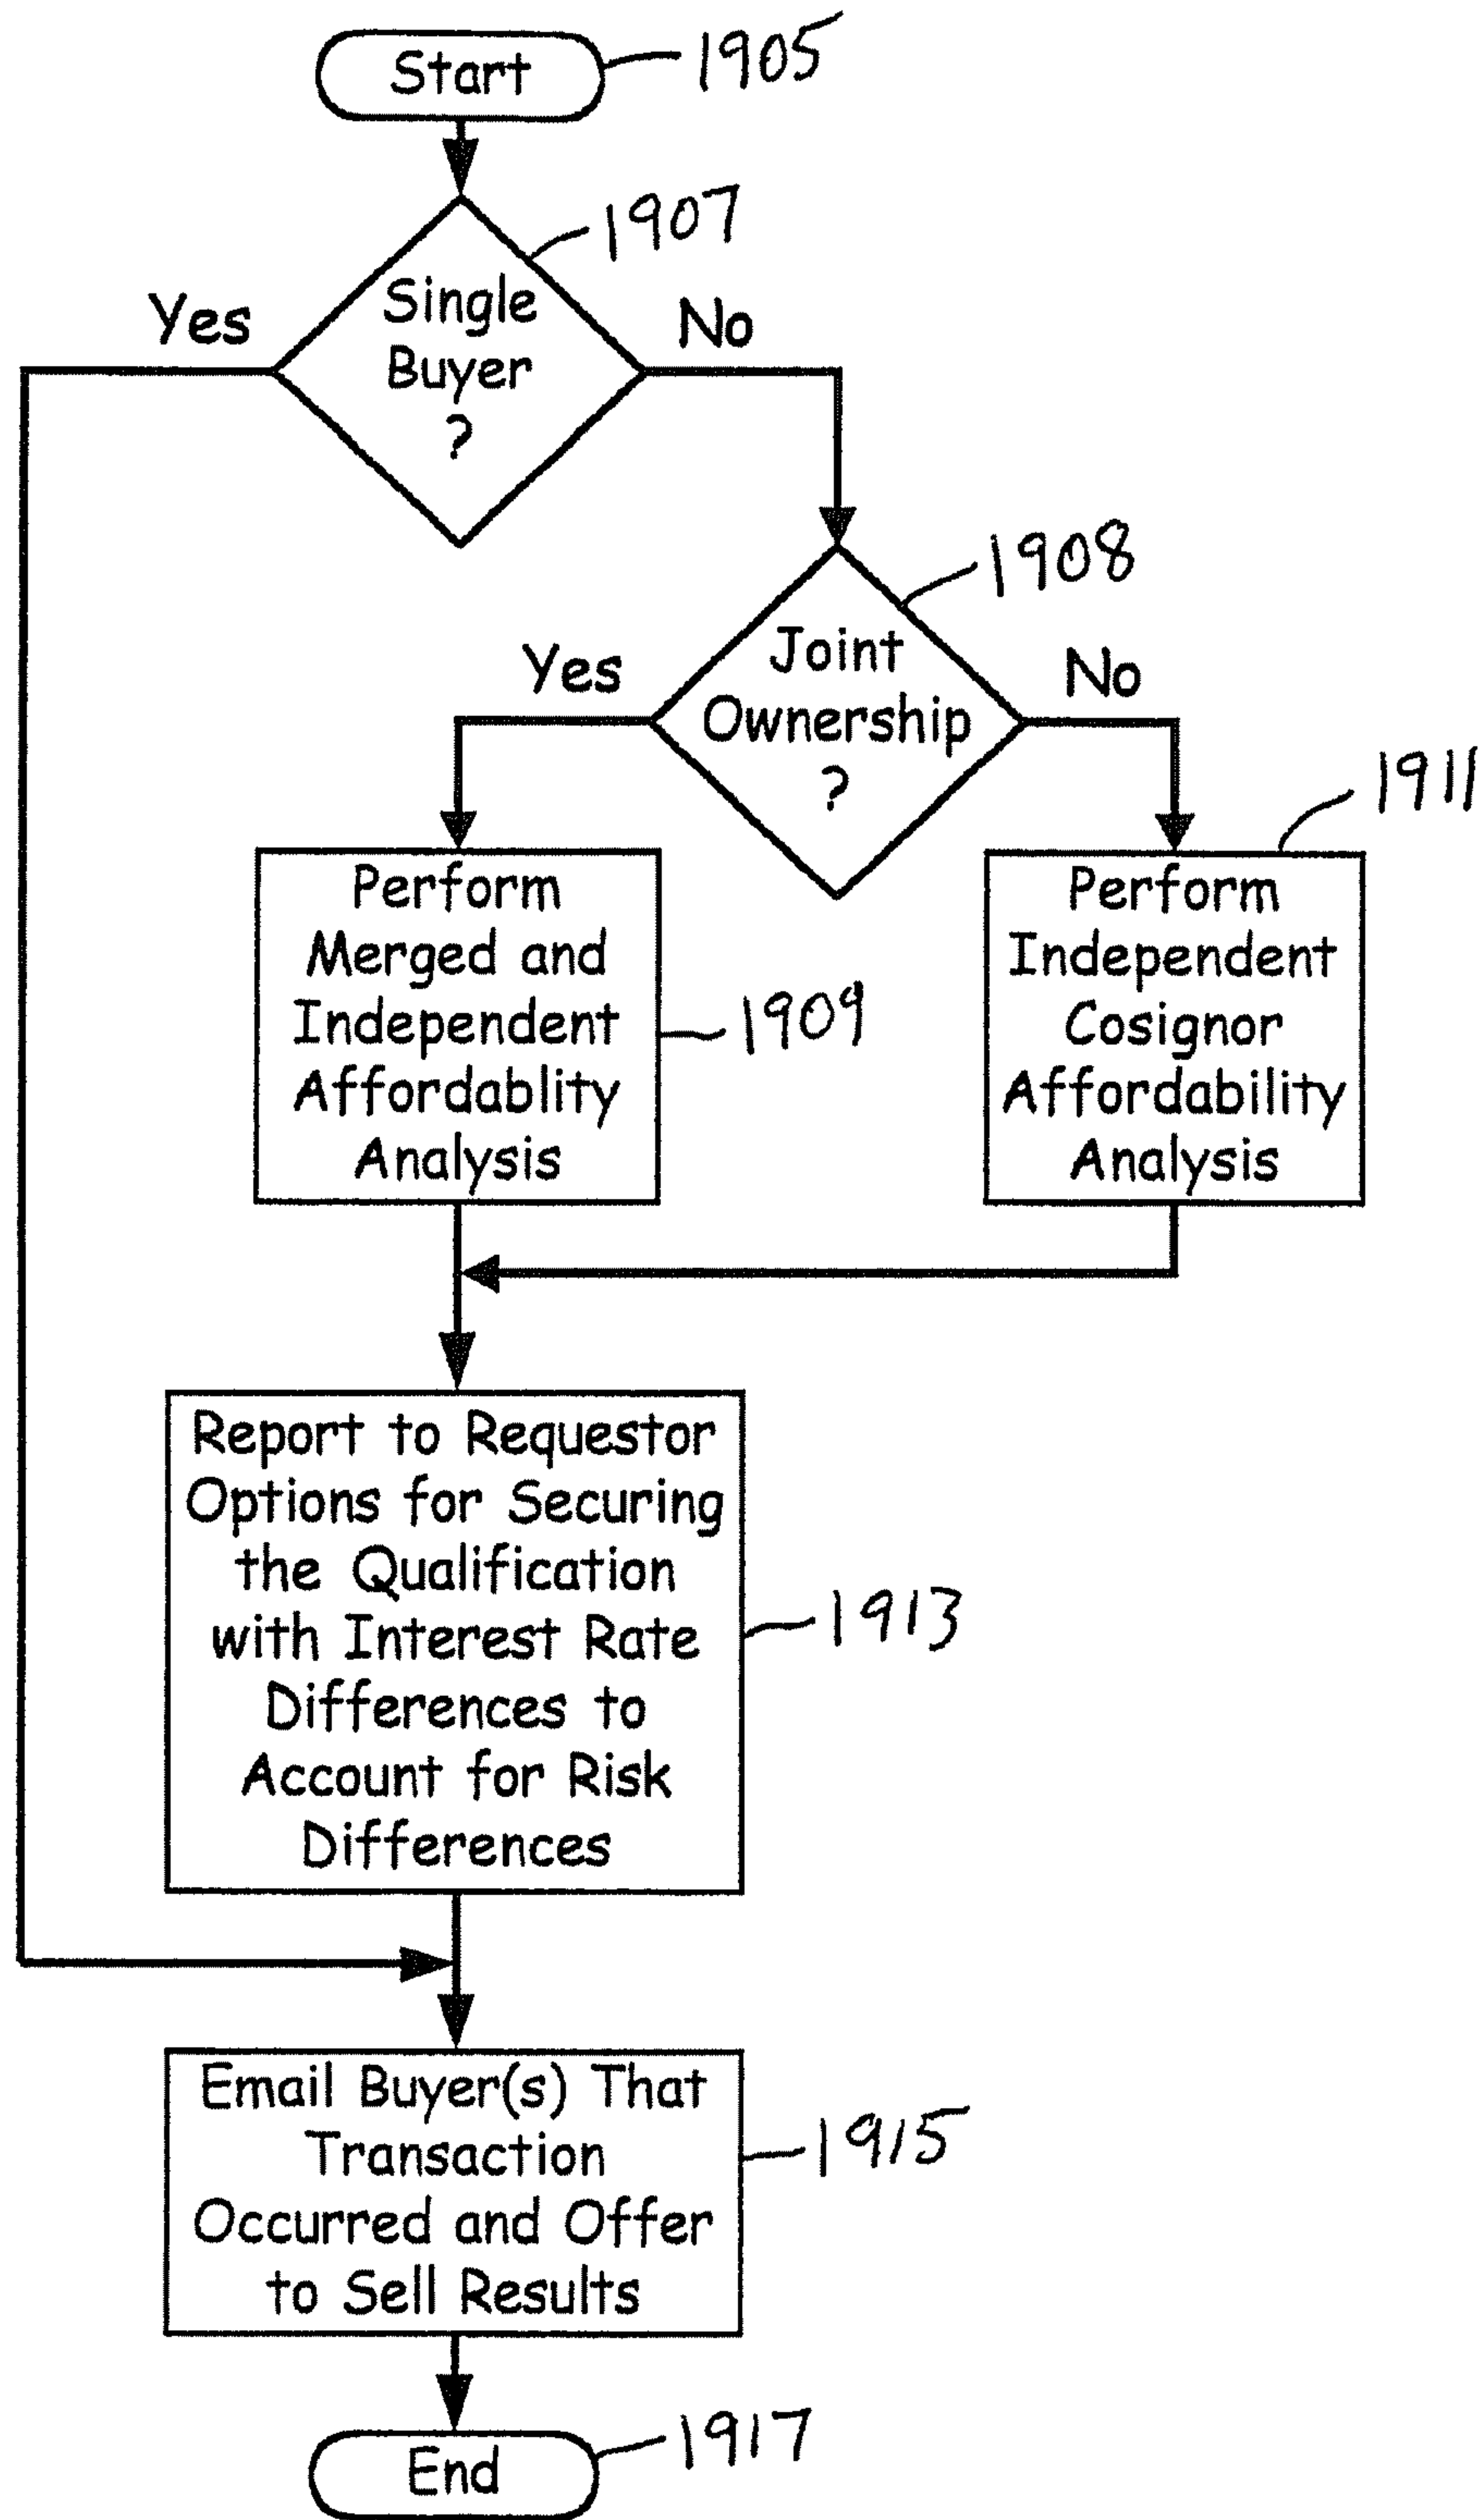 Start
1905
1907
Single
Buyer
?
Yes
No
1908
Joint
Ownership
?
Yes
No
1911
Perform
Merged and
Independent
Affordablity
Analysis
1909
Perform
Independent
Cosignor
Affordability
Analysis
Report to Requestor
Options for Securing
the Qualification
with Interest Rate
Differences to
Account for Risk
Differences
1913
Email Buyer(s) That
Transaction
Occurred and Offer
to Sell Results
1915
End
1917